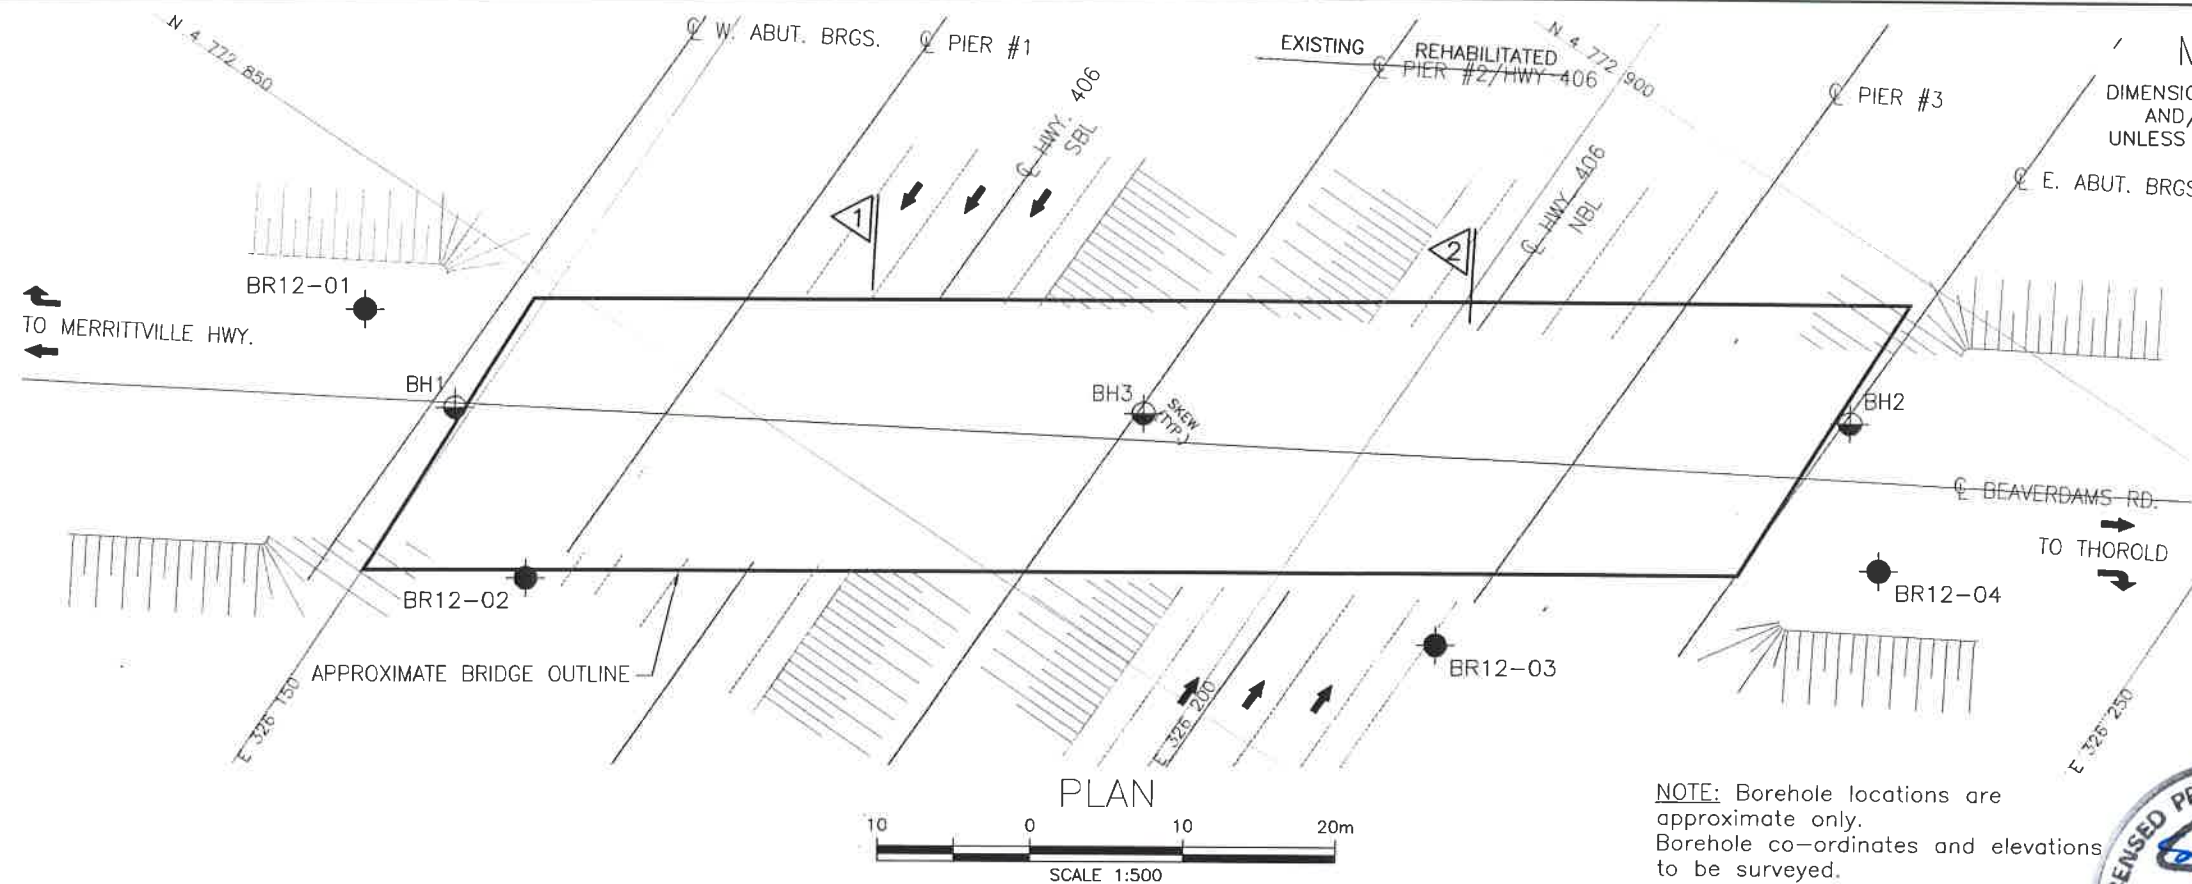 N 4 772 850
℄ W. ABUT. BRGS.
℄ PIER #1
℄ HWY. 406
SBL
EXISTING
REHABILITATED
℄ PIER #2/HWY 406
N 4 772 900
℄ PIER #3
DIMENSIO
AND/
UNLESS
℄ E. ABUT. BRGS
℄ HWY 406
NBL
1
2
BR12-01
TO MERRITTVILLE HWY.
BH1
BH3
SKEW
(TYP.)
BH2
℄ BEAVERDAMS RD.
TO THOROLD
BR12-02
BR12-04
BR12-03
APPROXIMATE BRIDGE OUTLINE
E 326 150
E 326 200
E 326 250
PLAN
10 0 10 20m
SCALE 1:500
NOTE: Borehole locations are
approximate only.
Borehole co-ordinates and elevations
to be surveyed.